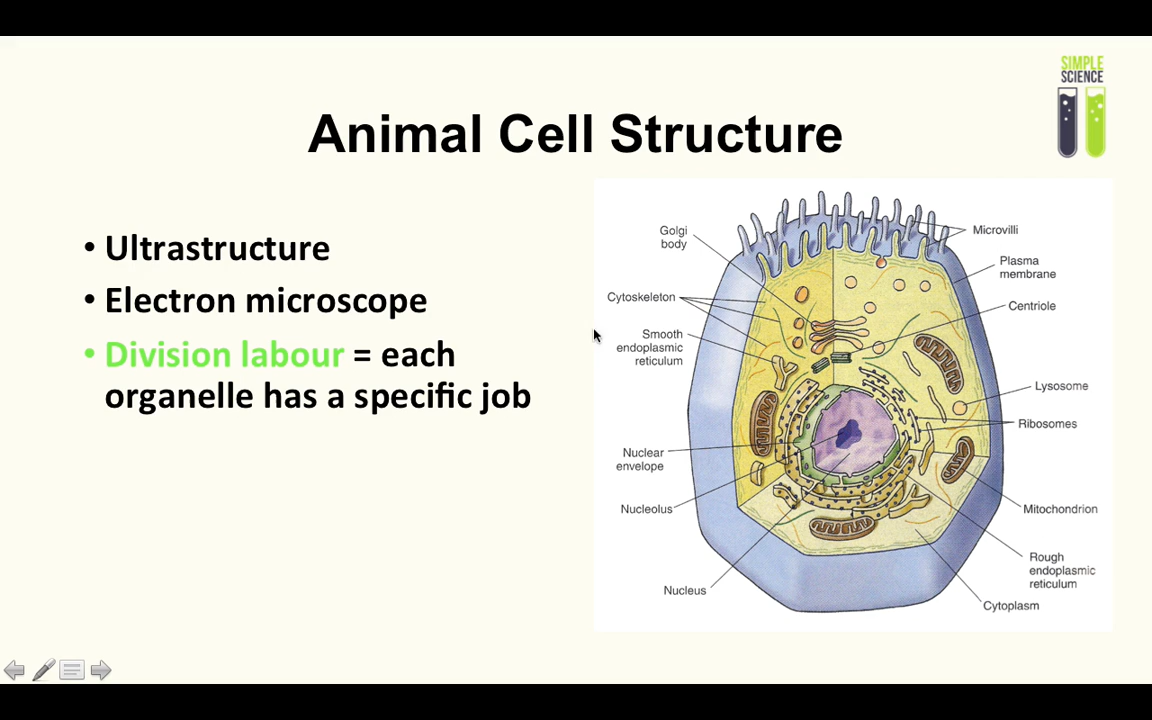 SIMPLE
SCIENCE
Animal Cell Structure
• Ultrastructure
• Electron microscope
• Division labour = each
organelle has a specific job
Golgi
body
Cytoskeleton
Smooth
endoplasmic
reticulum
Nuclear
envelope
Nucleolus
Nucleus
Microvilli
Plasma
membrane
Centriole
Lysosome
Ribosomes
Mitochondrion
Rough
endoplasmic
reticulum
Cytoplasm